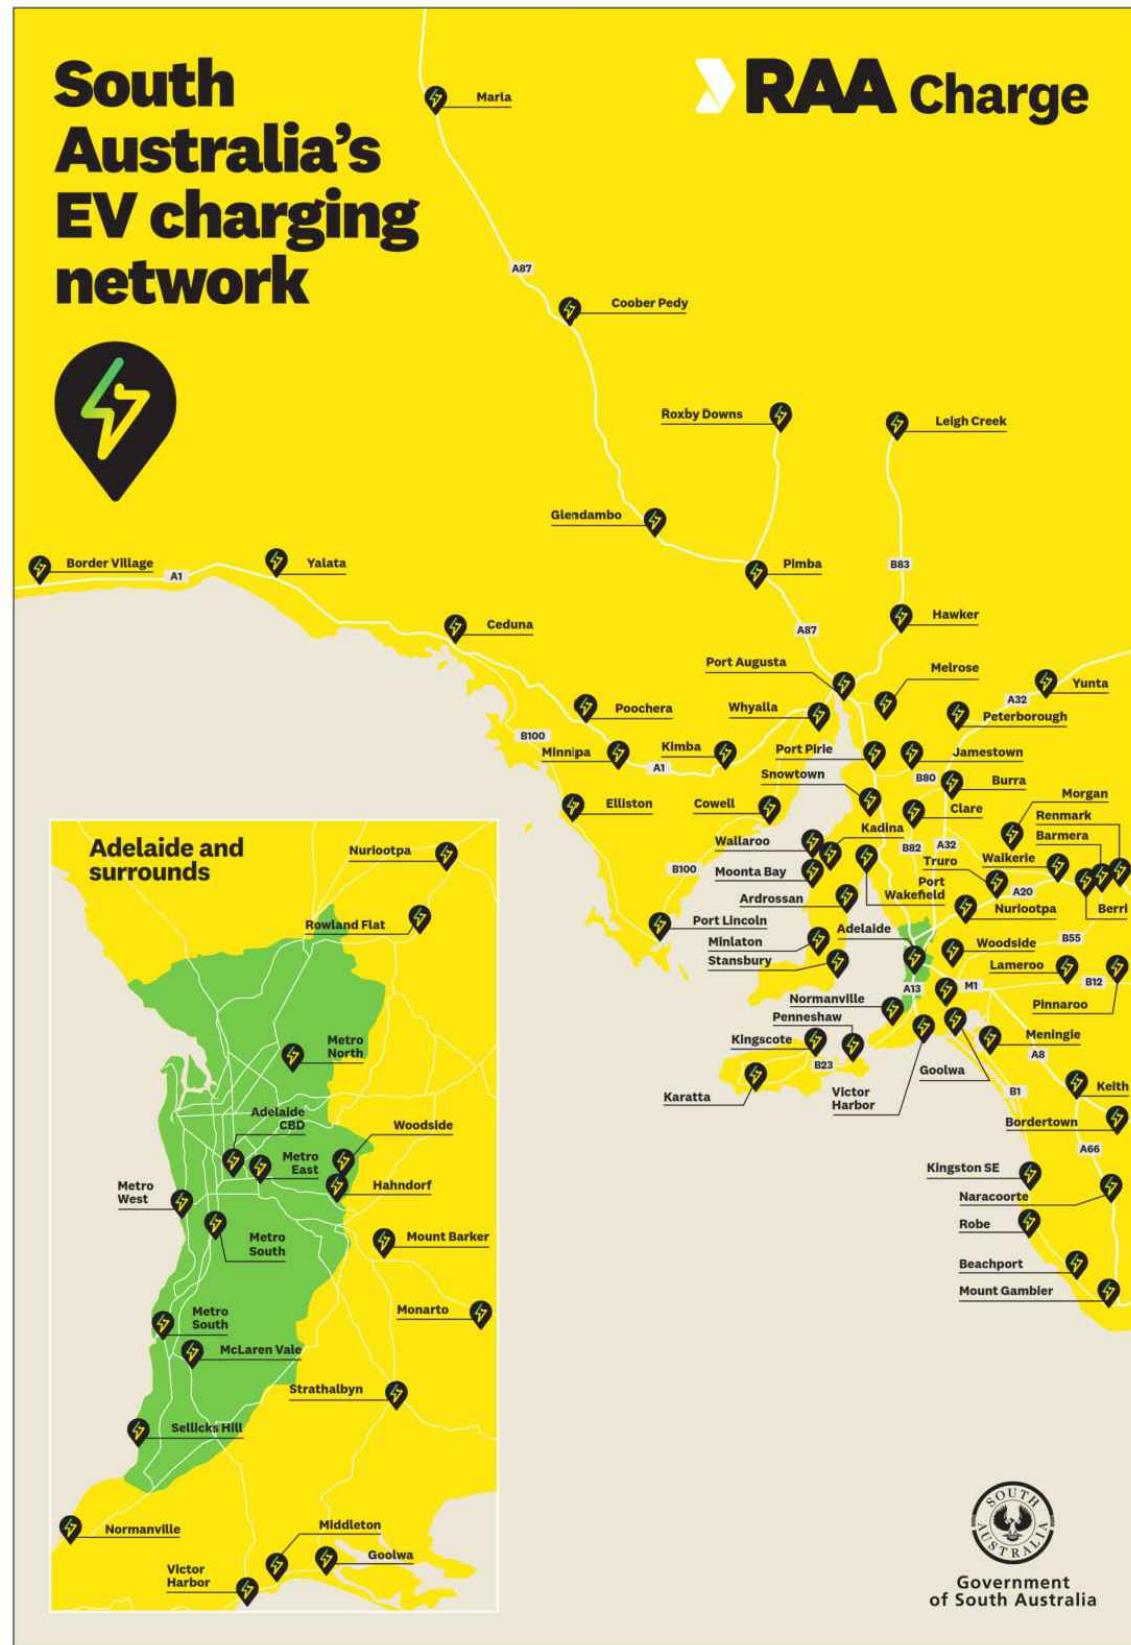 South
Australia's
EV charging
network
RAA Charge
Marla
A87
Coober Pedy
Roxby Downs
Leigh Creek
Glendambo
Border Village
A1
Yalata
Pimba
B83
Ceduna
Hawker
A87
Port Augusta
Melrose
Yunta
A32
Poochera
Whyalla
Peterborough
B100
Minnipa
A1
Kimba
Port Pirie
Jamestown
Snowtown
B80
Burra
Morgan
Elliston
Cowell
Clare
Renmark
Kadina
Barmera
Wallaroo
B82
A32
Truro
Waikerie
Moonta Bay
B100
Port
Wakefield
A20
Ardrossan
Nuriootpa
Berri
Port Lincoln
Adelaide
Minlaton
B55
Woodside
Stansbury
Lameroo
B12
A13
M1
Normanville
Pinnaroo
Penneshaw
Kingscote
Meningie
B23
Goolwa
A8
Karatta
Victor
Harbor
B1
Keith
Bordertown
A66
Kingston SE
Naracoorte
Robe
Beachport
Mount Gambier
Adelaide and
surrounds
Nuriootpa
Rowland Flat
Metro
North
Adelaide
CBD
Woodside
Metro
East
Metro
West
Hahndorf
Metro
South
Mount Barker
Metro
South
Monarto
McLaren Vale
Strathalbyn
Sellicks Hill
Normanville
Middleton
Goolwa
Victor
Harbor
SOUTH
AUSTRALIA
Government
of South Australia